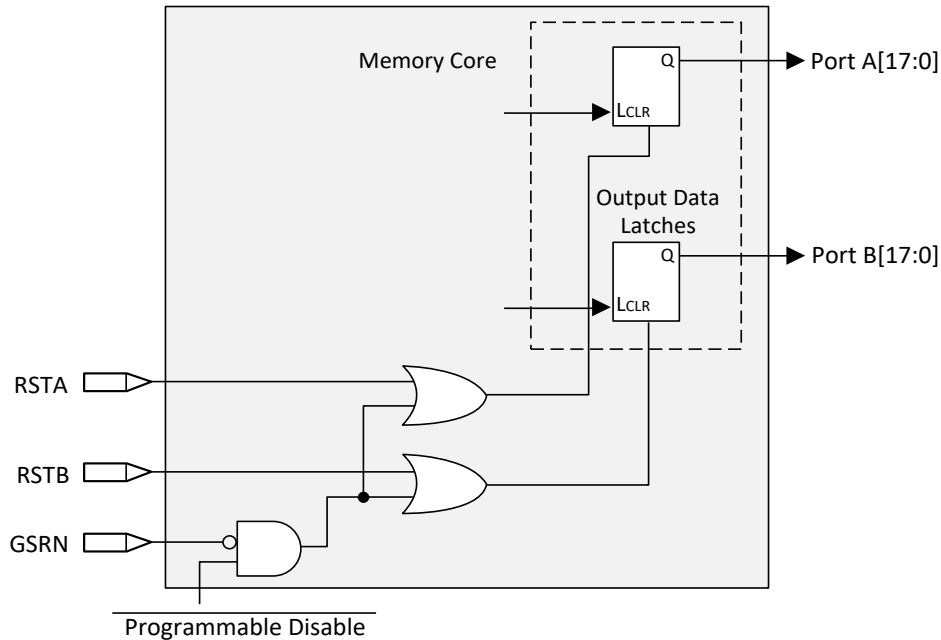 Memory Core
Q
Port A[17:0]
LCLR
Output Data
Latches
Q
Port B[17:0]
LCLR
RSTA
RSTB
GSRN
Programmable Disable